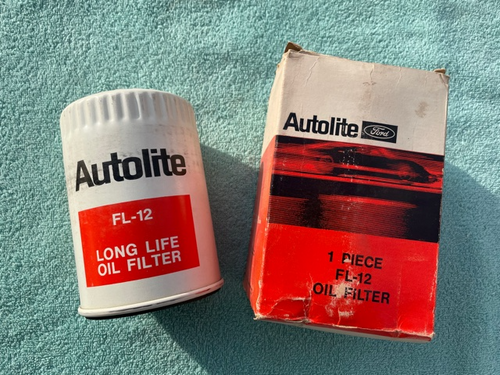 Autolite
FL-12
LONG LIFE
OIL FILTER
Autolite Ford
1 PIECE
FL-12
OIL FILTER